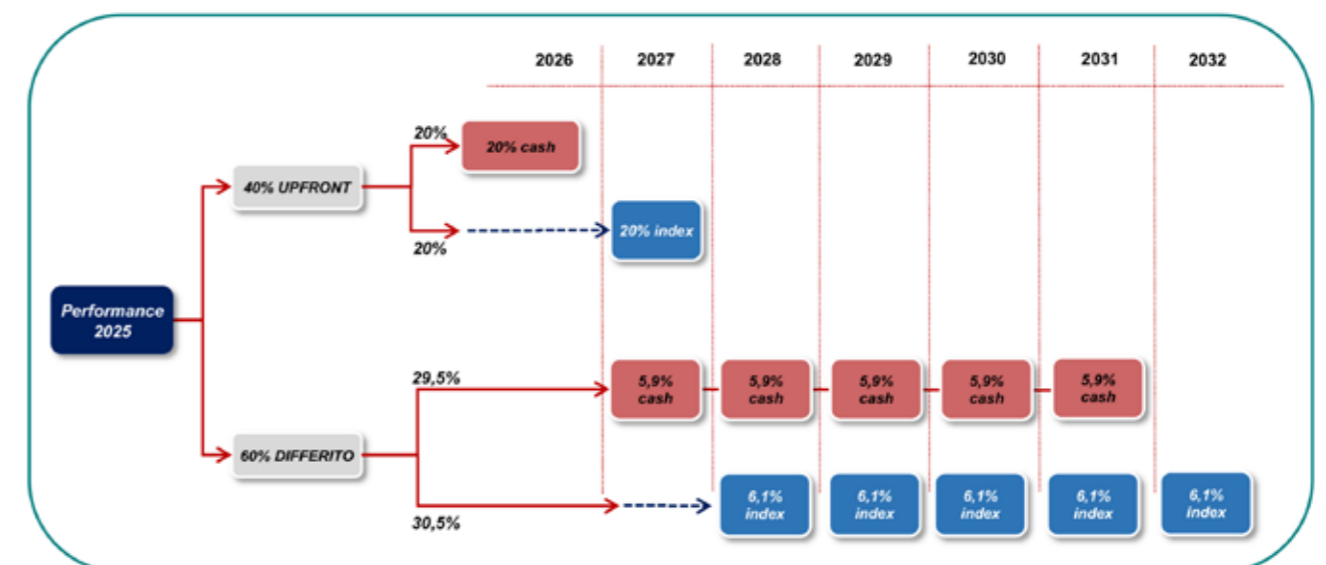 2026 2027 2028 2029 2030 2031 2032
20%
20% cash
40% UPFRONT
20% index
20%
Performance
2025
29,5%
5,9%
cash
5,9%
cash
5,9%
cash
5,9%
cash
5,9%
cash
60% DIFFERITO
6,1%
index
6,1%
index
6,1%
index
6,1%
index
6,1%
index
30,5%